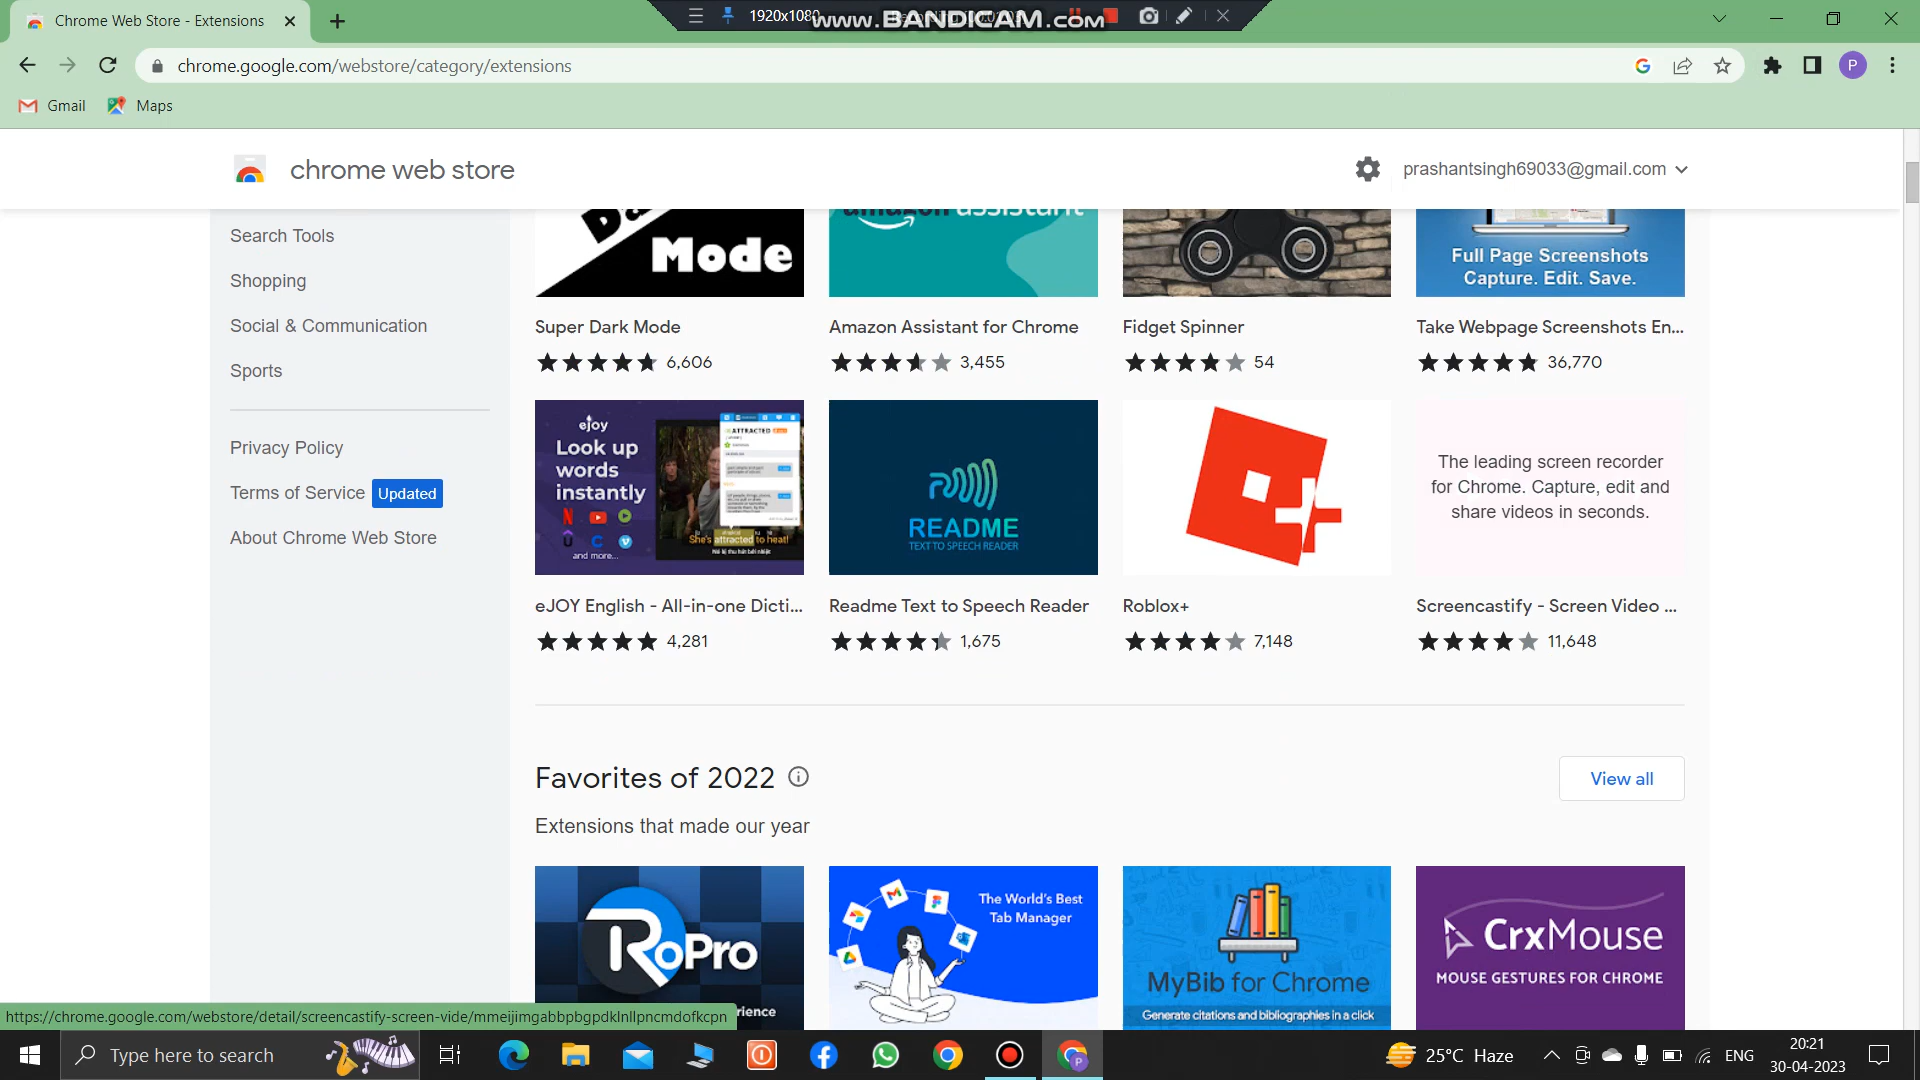 Chrome Web Store - Extensions
1920x1080
www.BANDICAM.com
chrome.google.com/webstore/category/extensions
P
Gmail
Maps
chrome web store
prashantsingh69033@gmail.com
Search Tools
Shopping
Social & Communication
Sports
Privacy Policy
Terms of Service Updated
About Chrome Web Store
Mode
amazon assistant
Full Page Screenshots
Capture. Edit. Save.
Super Dark Mode
Amazon Assistant for Chrome
Fidget Spinner
Take Webpage Screenshots En...
6,606
3,455
54
36,770
eJOY
Look up
words
instantly
and more...
ATTRACTED
She's attracted to heat!
README
TEXT TO SPEECH READER
The leading screen recorder
for Chrome. Capture, edit and
share videos in seconds.
eJOY English - All-in-one Dicti...
Readme Text to Speech Reader
Roblox+
Screencastify - Screen Video ...
4,281
1,675
7,148
11,648
Favorites of 2022
View all
Extensions that made our year
RoPro
The World's Best
Tab Manager
MyBib for Chrome
Generate citations and bibliographies in a click
CrxMouse
MOUSE GESTURES FOR CHROME
https://chrome.google.com/webstore/detail/screencastify-screen-vide/mmeijimgabbpbgpdklnllpncmdofkcpn
rience
Type here to search
25°C Haze
ENG
20:21
30-04-2023